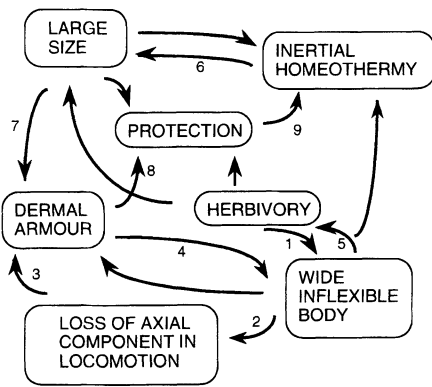 LARGE
SIZE
INERTIAL
HOMEOTHERMY
6
7
PROTECTION
9
8
DERMAL
ARMOUR
HERBIVORY
4
1
5
3
WIDE
INFLEXIBLE
BODY
2
LOSS OF AXIAL
COMPONENT IN
LOCOMOTION